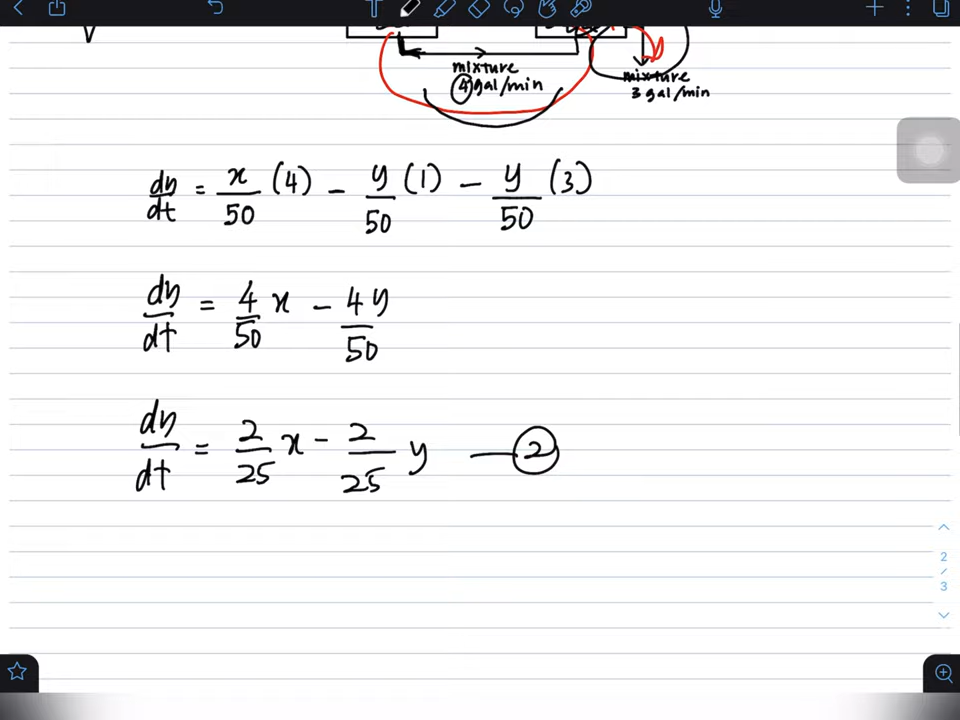 mixture
4 gal/min
mixture
3 gal/min
dy/dt = x/50 (4) - y/50 (1) - y/50 (3)
dy/dt = 4/50 x - 4y/50
dy/dt = 2/25 x - 2/25 y — 2
2
/
3